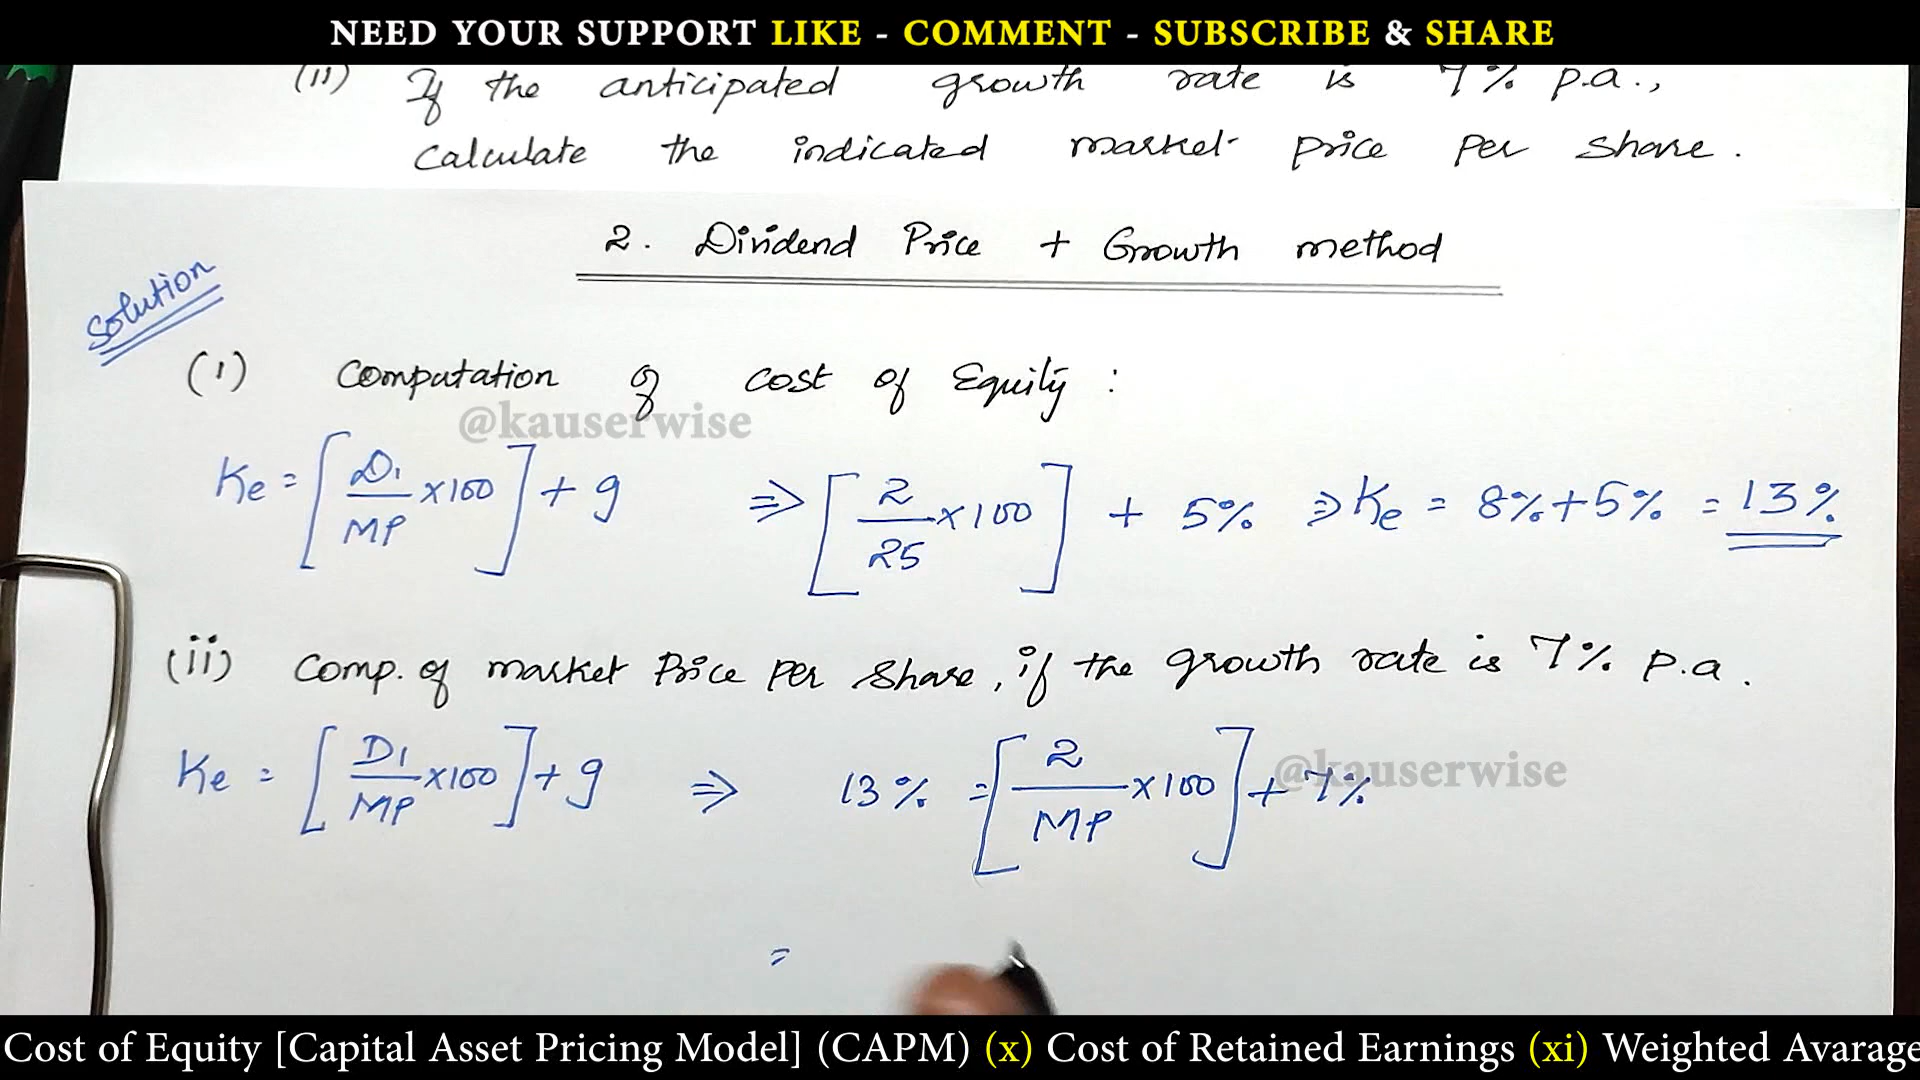 NEED YOUR SUPPORT LIKE - COMMENT - SUBSCRIBE & SHARE
(ii) If the anticipated growth rate is 7% p.a.,
calculate the indicated market price per share.
2. Dividend Price + Growth method
Solution
(i) Computation of cost of Equity :
@kauserwise
Ke = [D1/MP × 100] + g ⇒ [2/25 × 100] + 5% ⇒ Ke = 8% + 5% = 13%
(ii) Comp. of market Price per share, if the growth rate is 7% p.a.
Ke = [D1/MP × 100] + g ⇒ 13% = [2/MP × 100] + 7%
@kauserwise
=
Cost of Equity [Capital Asset Pricing Model] (CAPM) (x) Cost of Retained Earnings (xi) Weighted Avarage